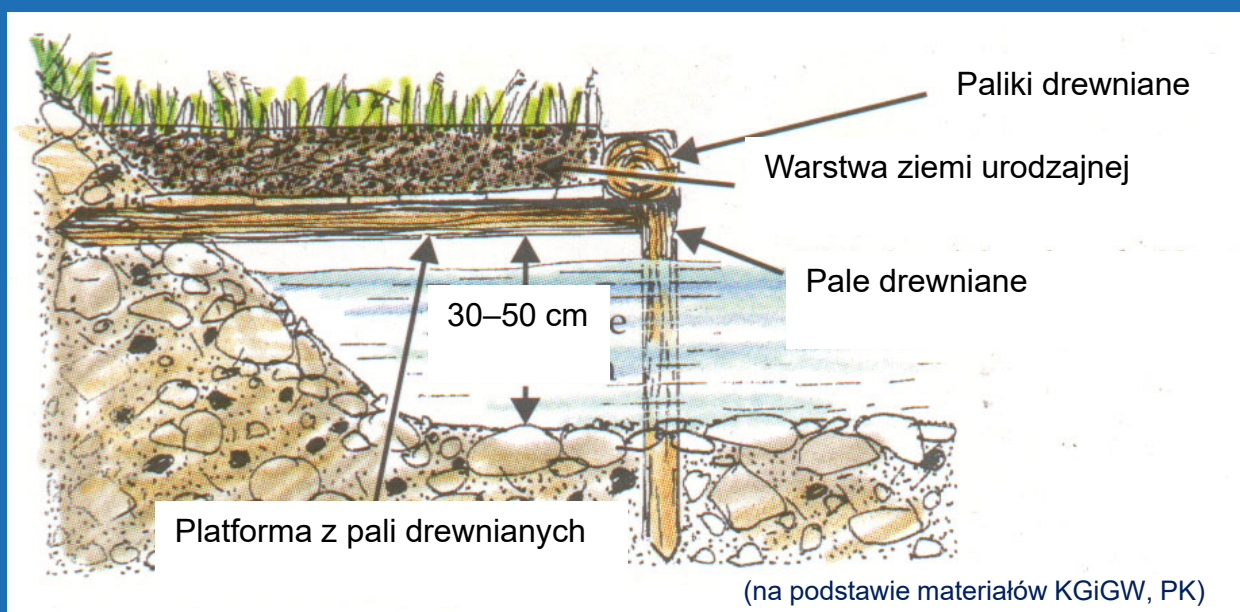 Paliki drewniane
Warstwa ziemi urodzajnej
Pale drewniane
30–50 cm
e
Platforma z pali drewnianych
(na podstawie materiałów KGiGW, PK)